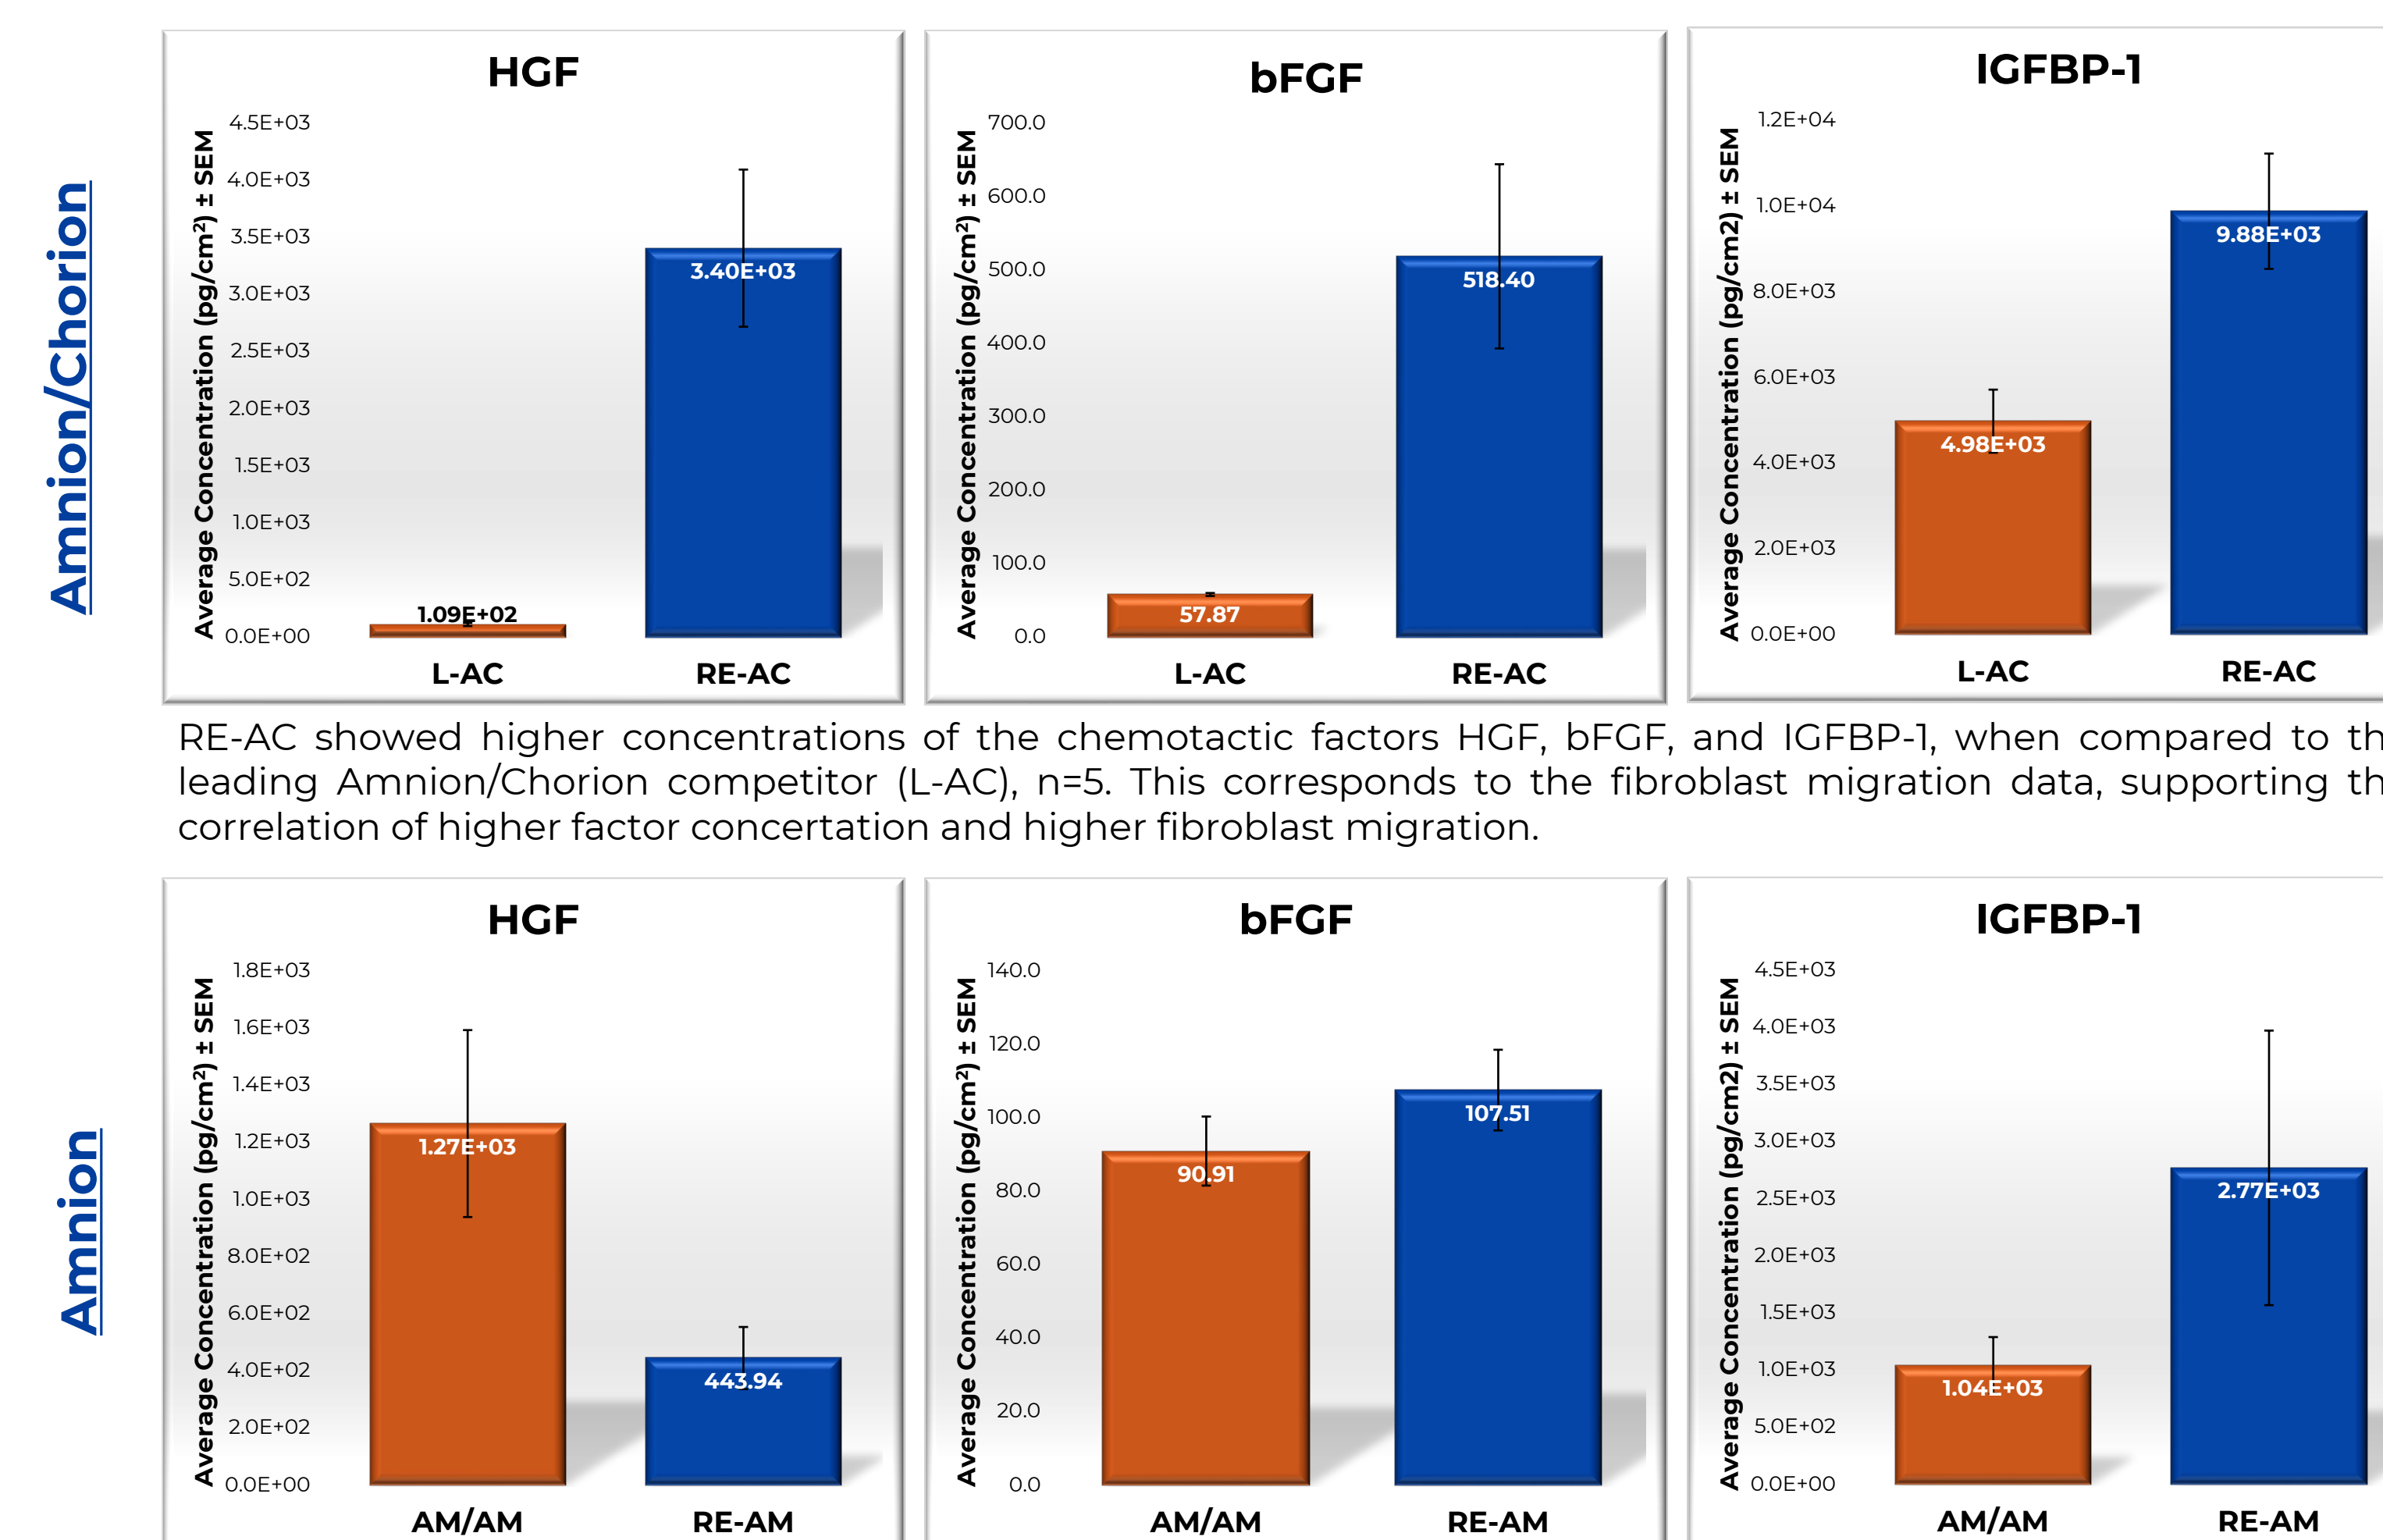 Amnion/Chorion
HGF
Average Concentration (pg/cm²) ± SEM
4.5E+03
4.0E+03
3.5E+03
3.0E+03
2.5E+03
2.0E+03
1.5E+03
1.0E+03
5.0E+02
0.0E+00
1.09E+02
3.40E+03
L-AC
RE-AC
bFGF
Average Concentration (pg/cm²) ± SEM
700.0
600.0
500.0
400.0
300.0
200.0
100.0
0.0
57.87
518.40
L-AC
RE-AC
IGFBP-1
Average Concentration (pg/cm2) ± SEM
1.2E+04
1.0E+04
8.0E+03
6.0E+03
4.0E+03
2.0E+03
0.0E+00
4.98E+03
9.88E+03
L-AC
RE-AC
RE-AC showed higher concentrations of the chemotactic factors HGF, bFGF, and IGFBP-1, when compared to
leading Amnion/Chorion competitor (L-AC), n=5. This corresponds to the fibroblast migration data, supporting
correlation of higher factor concertation and higher fibroblast migration.
Amnion
HGF
Average Concentration (pg/cm²) ± SEM
1.8E+03
1.6E+03
1.4E+03
1.2E+03
1.0E+03
8.0E+02
6.0E+02
4.0E+02
2.0E+02
0.0E+00
1.27E+03
443.94
AM/AM
RE-AM
bFGF
Average Concentration (pg/cm²) ± SEM
140.0
120.0
100.0
80.0
60.0
40.0
20.0
0.0
90.91
107.51
AM/AM
RE-AM
IGFBP-1
Average Concentration (pg/cm2) ± SEM
4.5E+03
4.0E+03
3.5E+03
3.0E+03
2.5E+03
2.0E+03
1.5E+03
1.0E+03
5.0E+02
0.0E+00
1.04E+03
2.77E+03
AM/AM
RE-AM